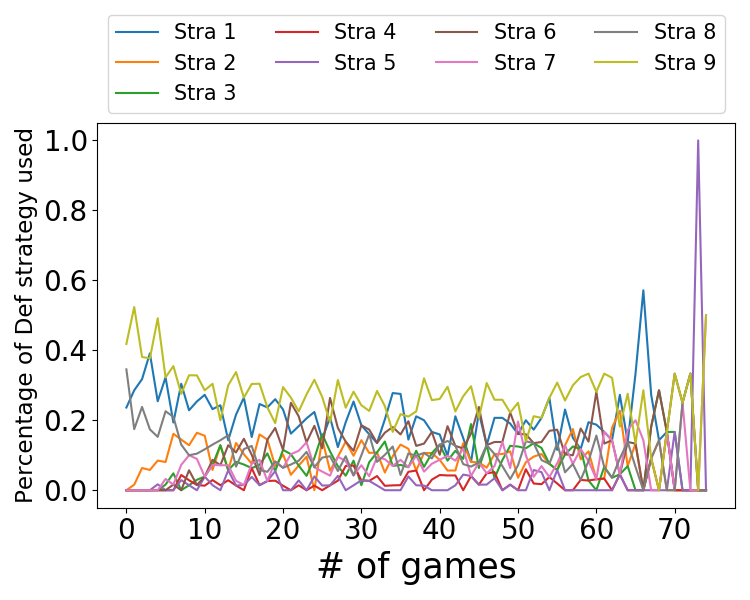 Stra 1 Stra 4 Stra 6 Stra 8
Stra 2 Stra 5 Stra 7 Stra 9
Stra 3
Percentage of Def strategy used
1.0
0.8
0.6
0.4
0.2
0.0
0 10 20 30 40 50 60 70
# of games